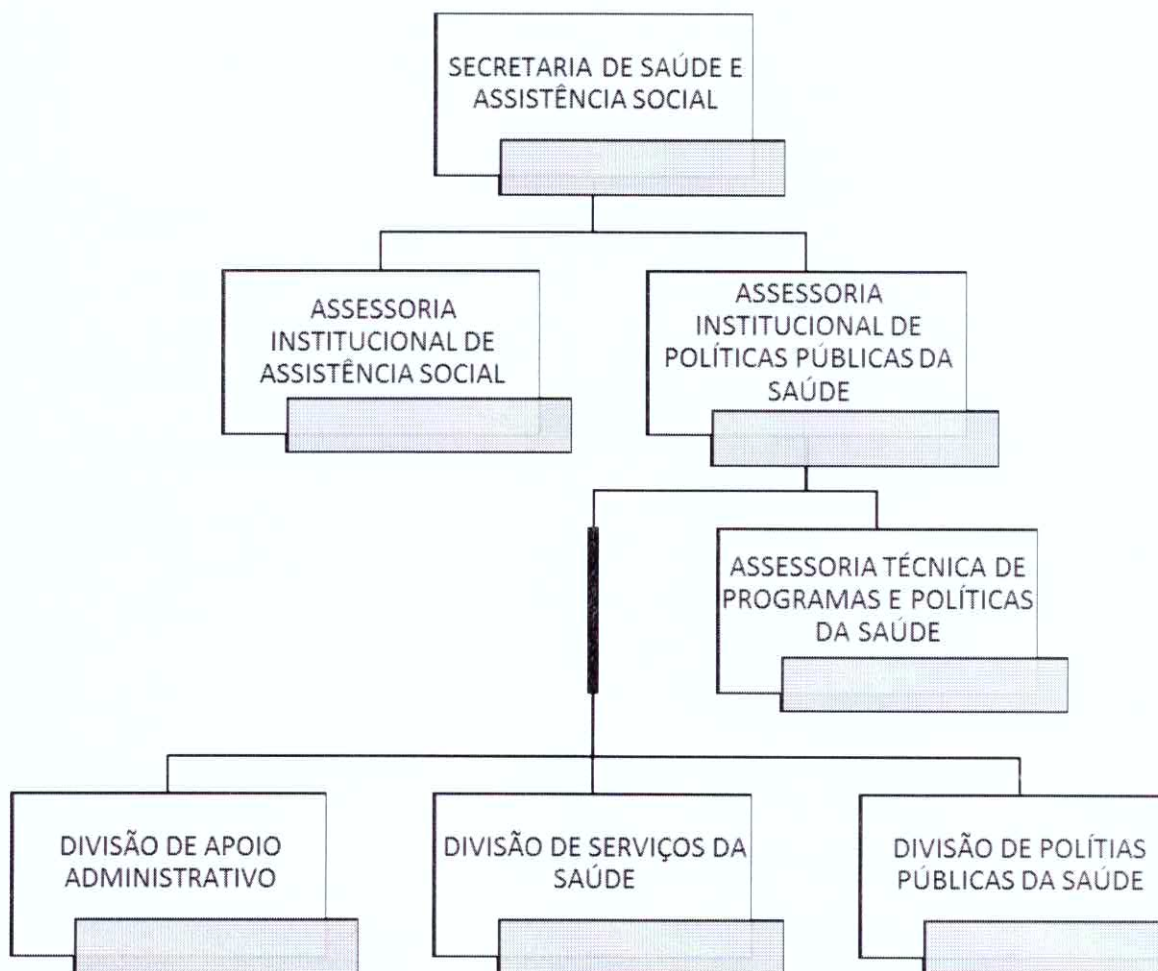 SECRETARIA DE SAÚDE E
ASSISTÊNCIA SOCIAL
ASSESSORIA
INSTITUCIONAL DE
ASSISTÊNCIA SOCIAL
ASSESSORIA
INSTITUCIONAL DE
POLÍTICAS PÚBLICAS DA
SAÚDE
ASSESSORIA TÉCNICA DE
PROGRAMAS E POLÍTICAS
DA SAÚDE
DIVISÃO DE APOIO
ADMINISTRATIVO
DIVISÃO DE SERVIÇOS DA
SAÚDE
DIVISÃO DE POLÍTIAS
PÚBLICAS DA SAÚDE